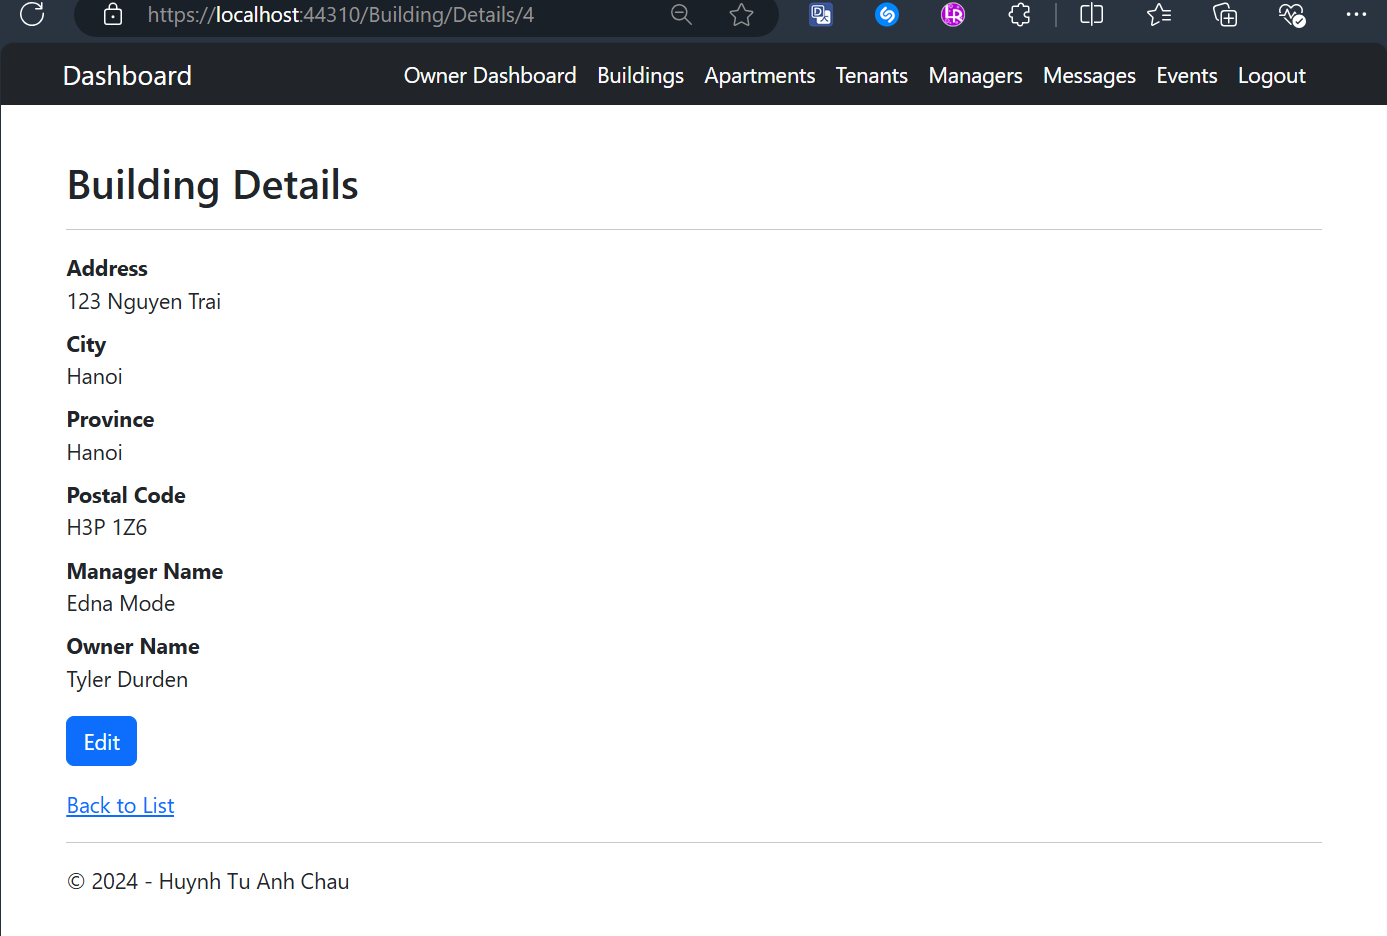 https://localhost:44310/Building/Details/4
Dashboard Owner Dashboard Buildings Apartments Tenants Managers Messages Events Logout
Building Details
Address
123 Nguyen Trai
City
Hanoi
Province
Hanoi
Postal Code
H3P 1Z6
Manager Name
Edna Mode
Owner Name
Tyler Durden
Edit
Back to List
© 2024 - Huynh Tu Anh Chau